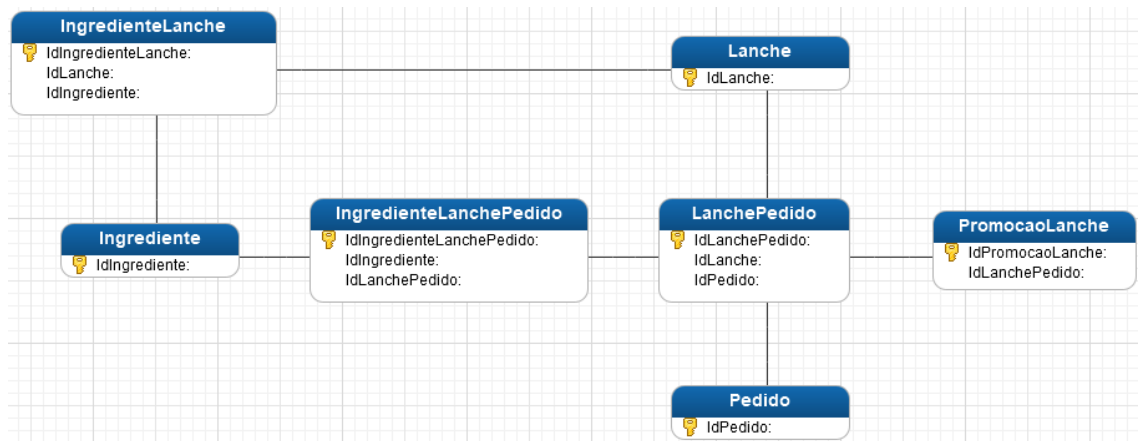 IngredienteLanche
IdIngredienteLanche:
IdLanche:
IdIngrediente:
Lanche
IdLanche:
Ingrediente
IdIngrediente:
IngredienteLanchePedido
IdIngredienteLanchePedido:
IdIngrediente:
IdLanchePedido:
LanchePedido
IdLanchePedido:
IdLanche:
IdPedido:
PromocaoLanche
IdPromocaoLanche:
IdLanchePedido:
Pedido
IdPedido: